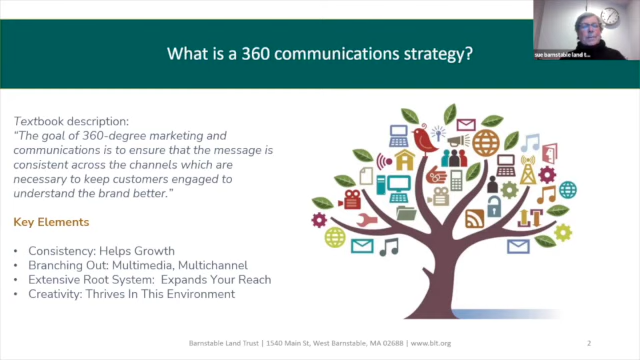 What is a 360 communications strategy?
sue barnstable land t...
Textbook description:
"The goal of 360-degree marketing and
communications is to ensure that the message is
consistent across the channels which are
necessary to keep customers engaged to
understand the brand better."
Key Elements
• Consistency: Helps Growth
• Branching Out: Multimedia, Multichannel
• Extensive Root System: Expands Your Reach
• Creativity: Thrives In This Environment
Barnstable Land Trust | 1540 Main St, West Barnstable, MA 02688 | www.blt.org
2